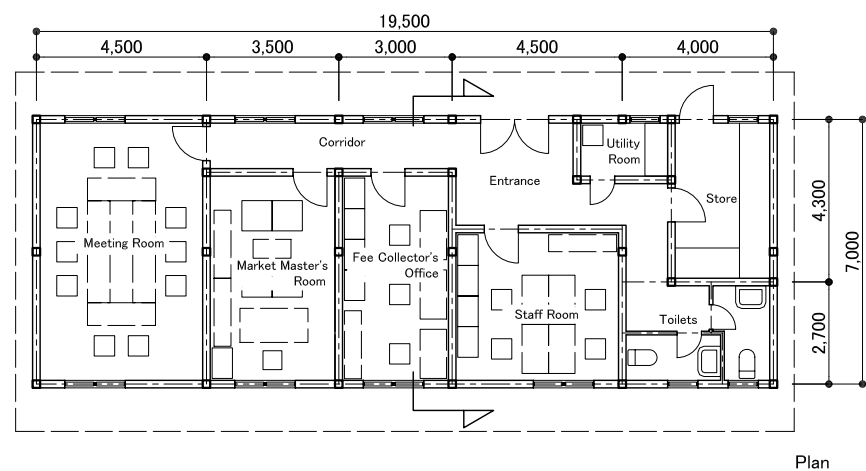 19,500
4,500
3,500
3,000
4,500
4,000
Corridor
Utility
Room
Entrance
Store
Meeting Room
Market Master's
Room
Fee Collector's
Office
Staff Room
Toilets
4,300
2,700
7,000
Plan